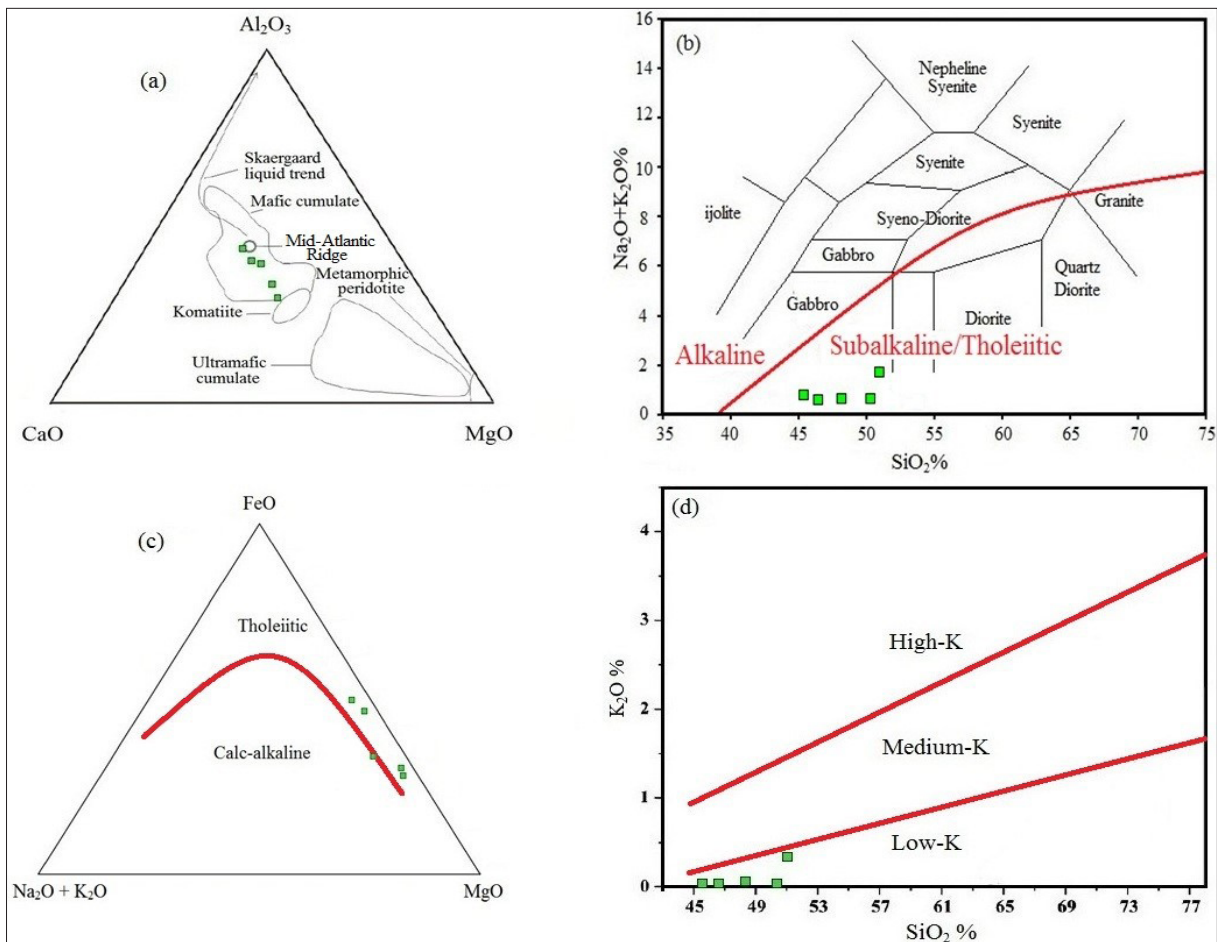 Al₂O₃
(a)
Skaergaard
liquid trend
Mafic cumulate
Mid-Atlantic
Ridge
Metamorphic
peridotite
Komatiite
Ultramafic
cumulate
CaO
MgO
(b)
16
14
12
10
8
6
4
2
0
Na₂O+K₂O%
Nepheline
Syenite
Syenite
Syenite
ijolite
Syeno-Diorite
Granite
Gabbro
Quartz
Diorite
Gabbro
Diorite
Alkaline
Subalkaline/Tholeiitic
35 40 45 50 55 60 65 70 75
SiO₂%
FeO
(c)
Tholeiitic
Calc-alkaline
Na₂O + K₂O
MgO
(d)
4
3
2
1
0
K₂O %
High-K
Medium-K
Low-K
45 49 53 57 61 65 69 73 77
SiO₂ %